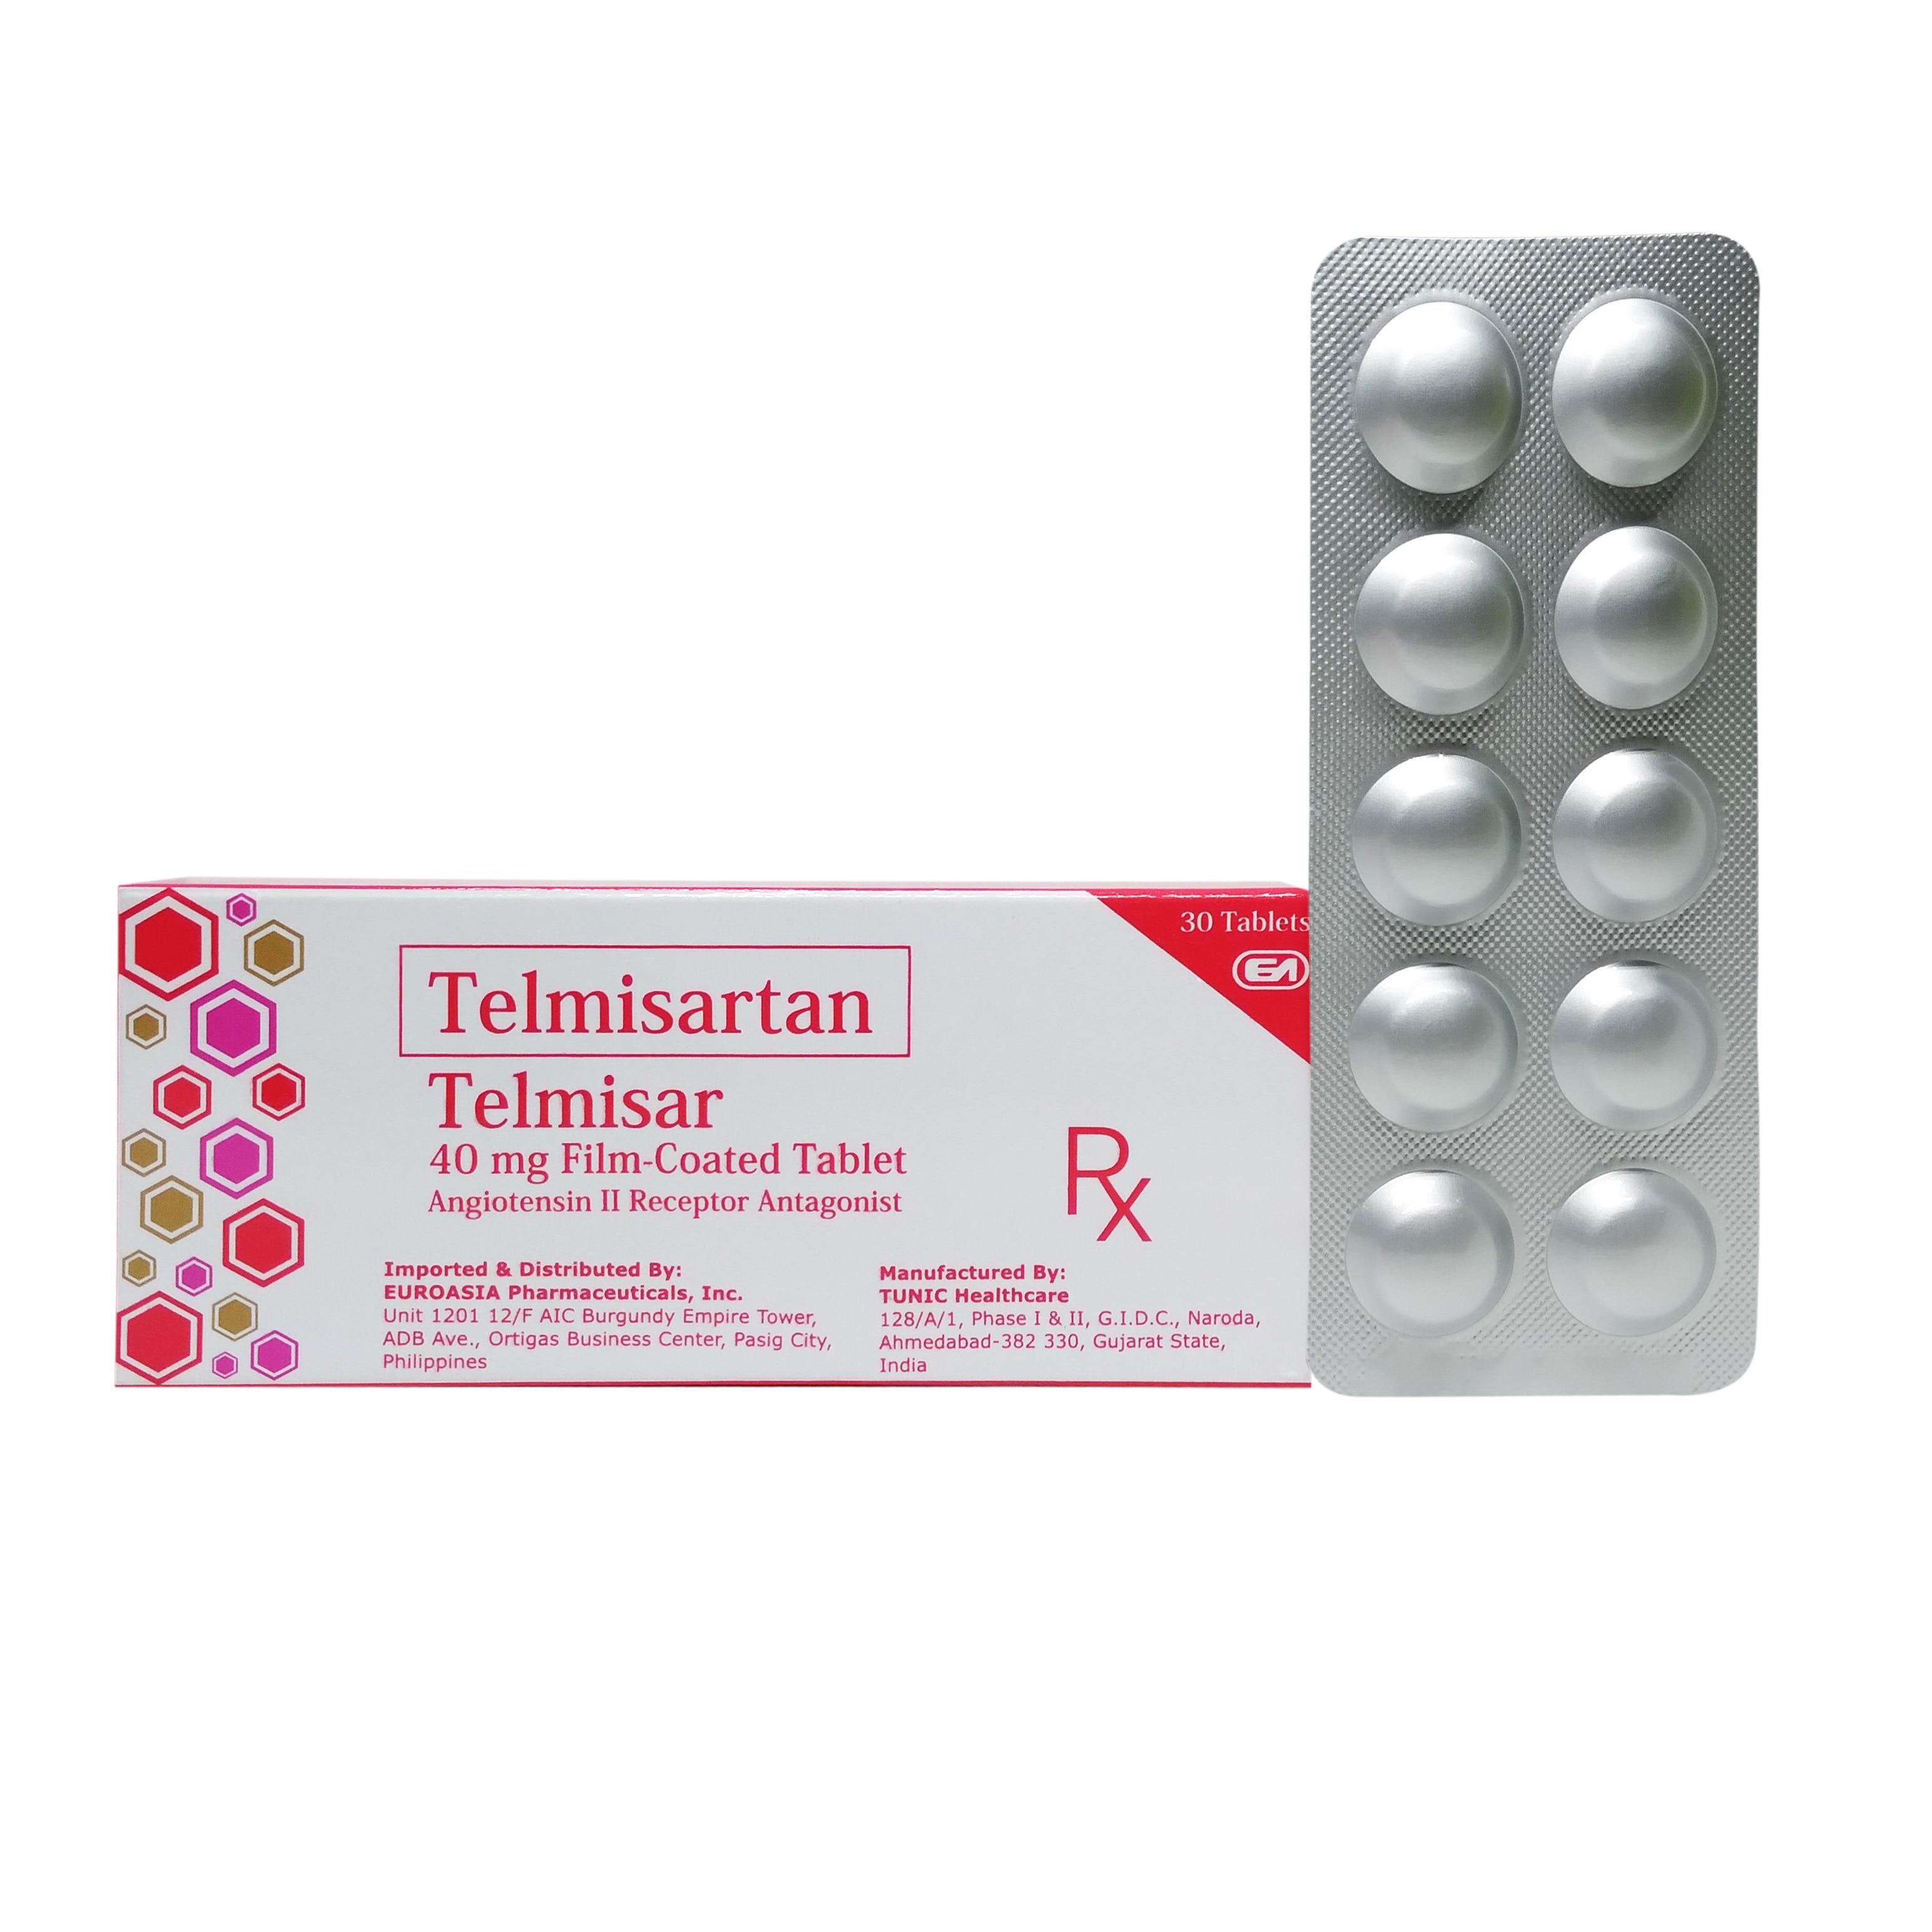 30 Tablets
EA
Telmisartan
Telmisar
40 mg Film-Coated Tablet
Angiotensin II Receptor Antagonist
Rx
Imported & Distributed By:
EUROASIA Pharmaceuticals, Inc.
Unit 1201 12/F AIC Burgundy Empire Tower,
ADB Ave., Ortigas Business Center, Pasig City,
Philippines
Manufactured By:
TUNIC Healthcare
128/A/1, Phase I & II, G.I.D.C., Naroda,
Ahmedabad-382 330, Gujarat State,
India